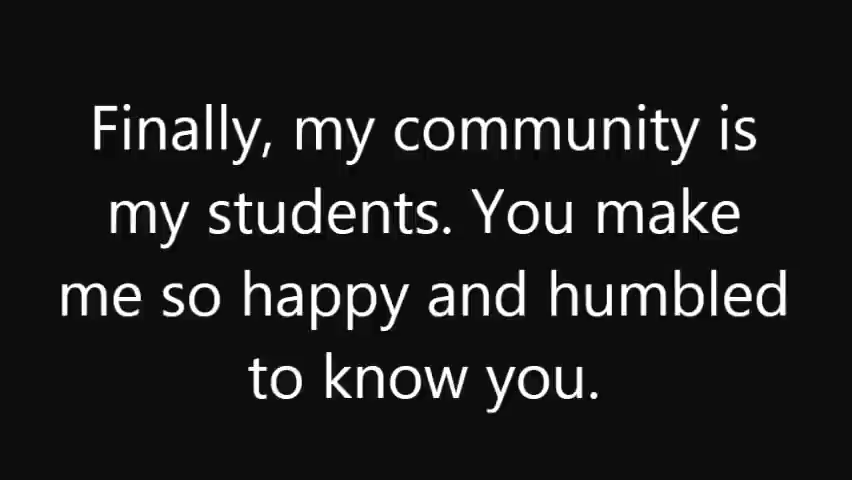 Finally, my community is
my students. You make
me so happy and humbled
to know you.